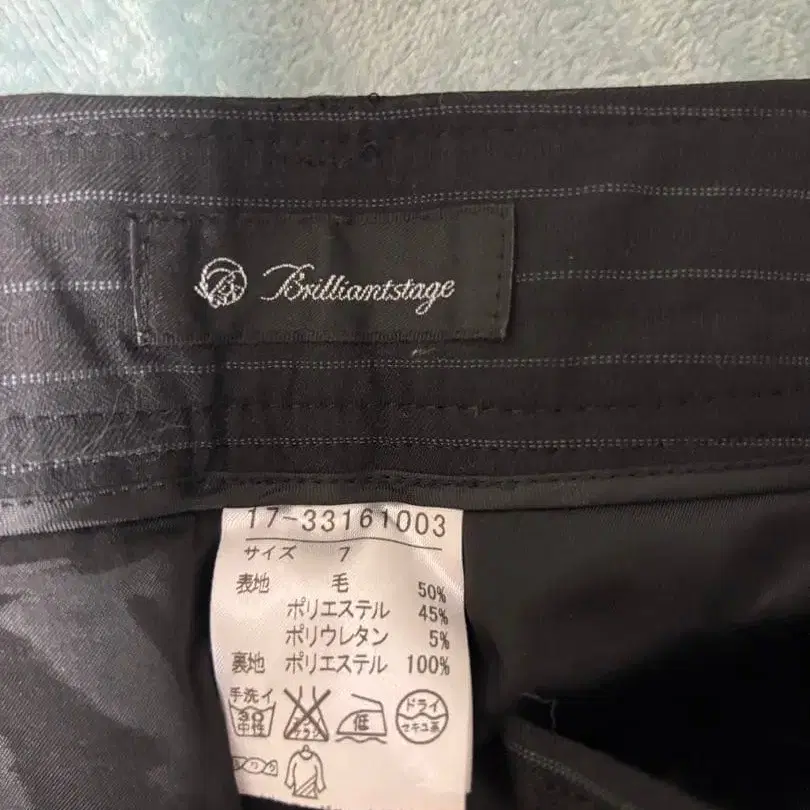 B Brilliantstage
17-33161003
サイズ 7
表地 毛 50%
ポリエステル 45%
ポリウレタン 5%
裏地 ポリエステル 100%
手洗イ
30
中性
低
ドライ
セキユ系